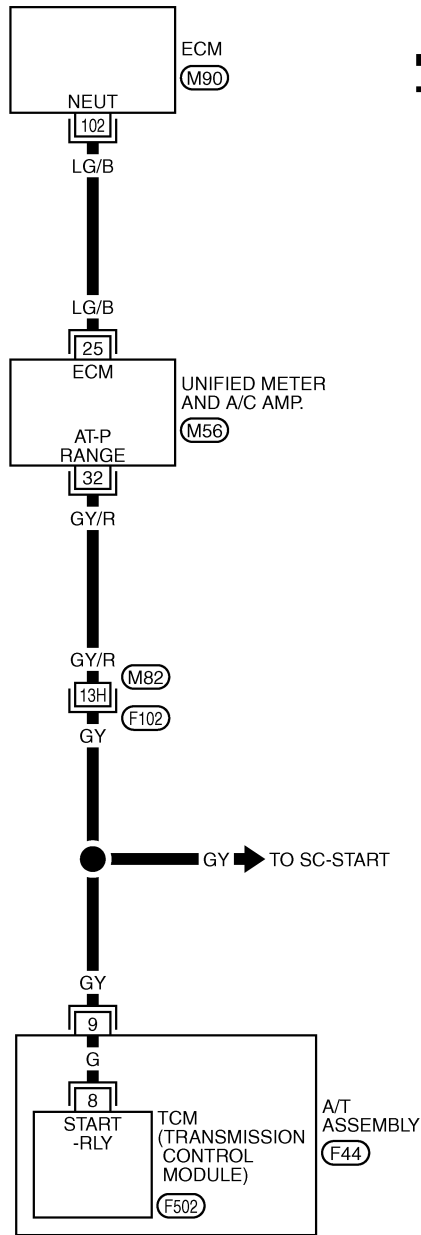 ECM
M90
NEUT
102
LG/B
LG/B
25
ECM
UNIFIED METER
AND A/C AMP.
M56
AT-P
RANGE
32
GY/R
GY/R
M82
13H
F102
GY
GY
TO SC-START
GY
9
G
8
START
-RLY
TCM
(TRANSMISSION
CONTROL
MODULE)
F502
A/T
ASSEMBLY
F44